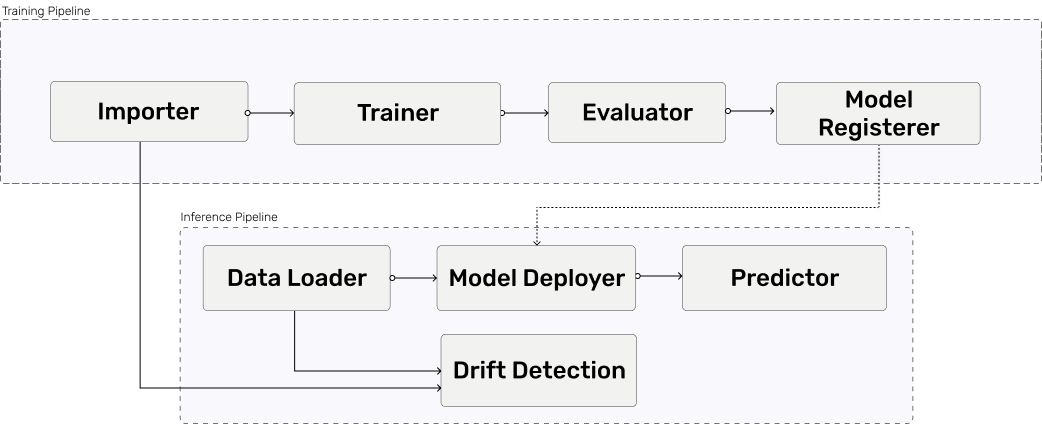 Training Pipeline
Importer
Trainer
Evaluator
Model
Registerer
Inference Pipeline
Data Loader
Model Deployer
Predictor
Drift Detection